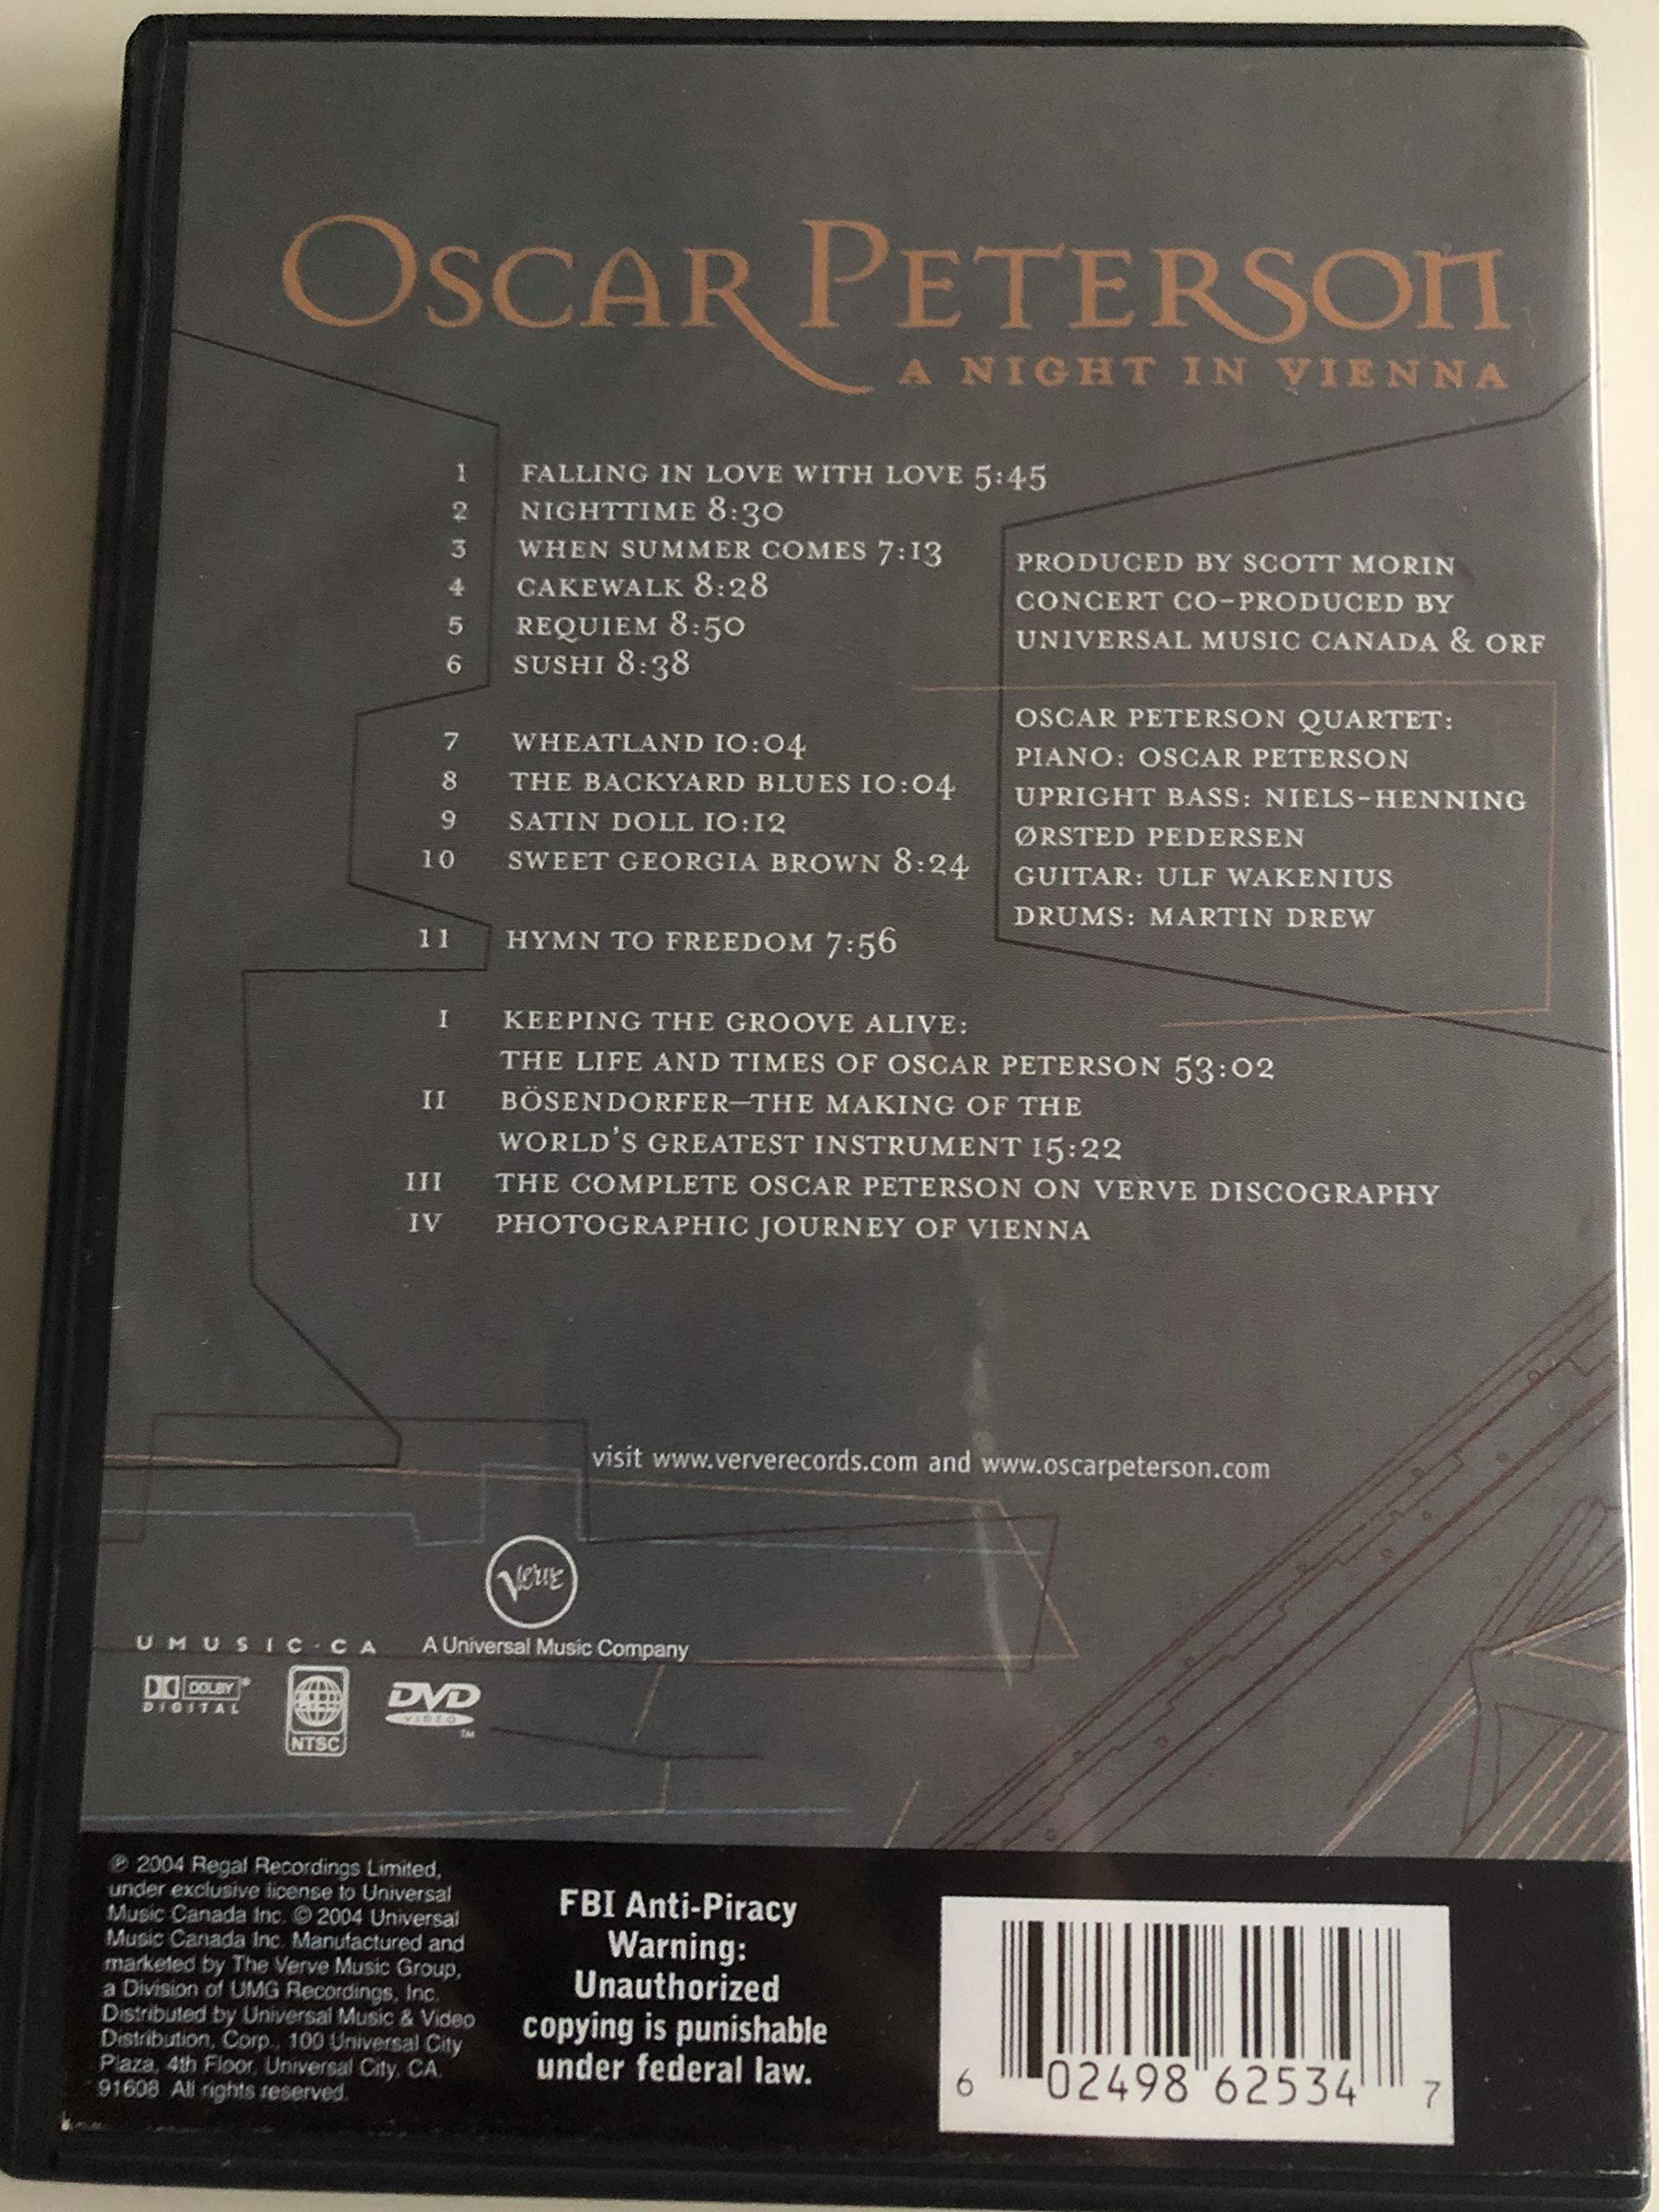 OSCAR PETERSON
A NIGHT IN VIENNA
1 FALLING IN LOVE WITH LOVE 5:45
2 NIGHTTIME 8:30
3 WHEN SUMMER COMES 7:13
4 CAKEWALK 8:28
5 REQUIEM 8:50
6 SUSHI 8:38
7 WHEATLAND 10:04
8 THE BACKYARD BLUES 10:04
9 SATIN DOLL 10:12
10 SWEET GEORGIA BROWN 8:24
11 HYMN TO FREEDOM 7:56
PRODUCED BY SCOTT MORIN
CONCERT CO-PRODUCED BY
UNIVERSAL MUSIC CANADA & ORF
OSCAR PETERSON QUARTET:
PIANO: OSCAR PETERSON
UPRIGHT BASS: NIELS-HENNING
ØRSTED PEDERSEN
GUITAR: ULF WAKENIUS
DRUMS: MARTIN DREW
I KEEPING THE GROOVE ALIVE:
THE LIFE AND TIMES OF OSCAR PETERSON 53:02
II BÖSENDORFER—THE MAKING OF THE
WORLD'S GREATEST INSTRUMENT 15:22
III THE COMPLETE OSCAR PETERSON ON VERVE DISCOGRAPHY
IV PHOTOGRAPHIC JOURNEY OF VIENNA
visit www.ververecords.com and www.oscarpeterson.com
Verve
UMUSIC·CA A Universal Music Company
DOLBY®
DIGITAL
ALL
NTSC
DVD
VIDEO
TM
℗ 2004 Regal Recordings Limited,
under exclusive license to Universal
Music Canada Inc. © 2004 Universal
Music Canada Inc. Manufactured and
marketed by The Verve Music Group,
a Division of UMG Recordings, Inc.
Distributed by Universal Music & Video
Distribution, Corp., 100 Universal City
Plaza, 4th Floor, Universal City, CA.
91608 All rights reserved.
FBI Anti-Piracy
Warning:
Unauthorized
copying is punishable
under federal law.
6 02498 62534 7